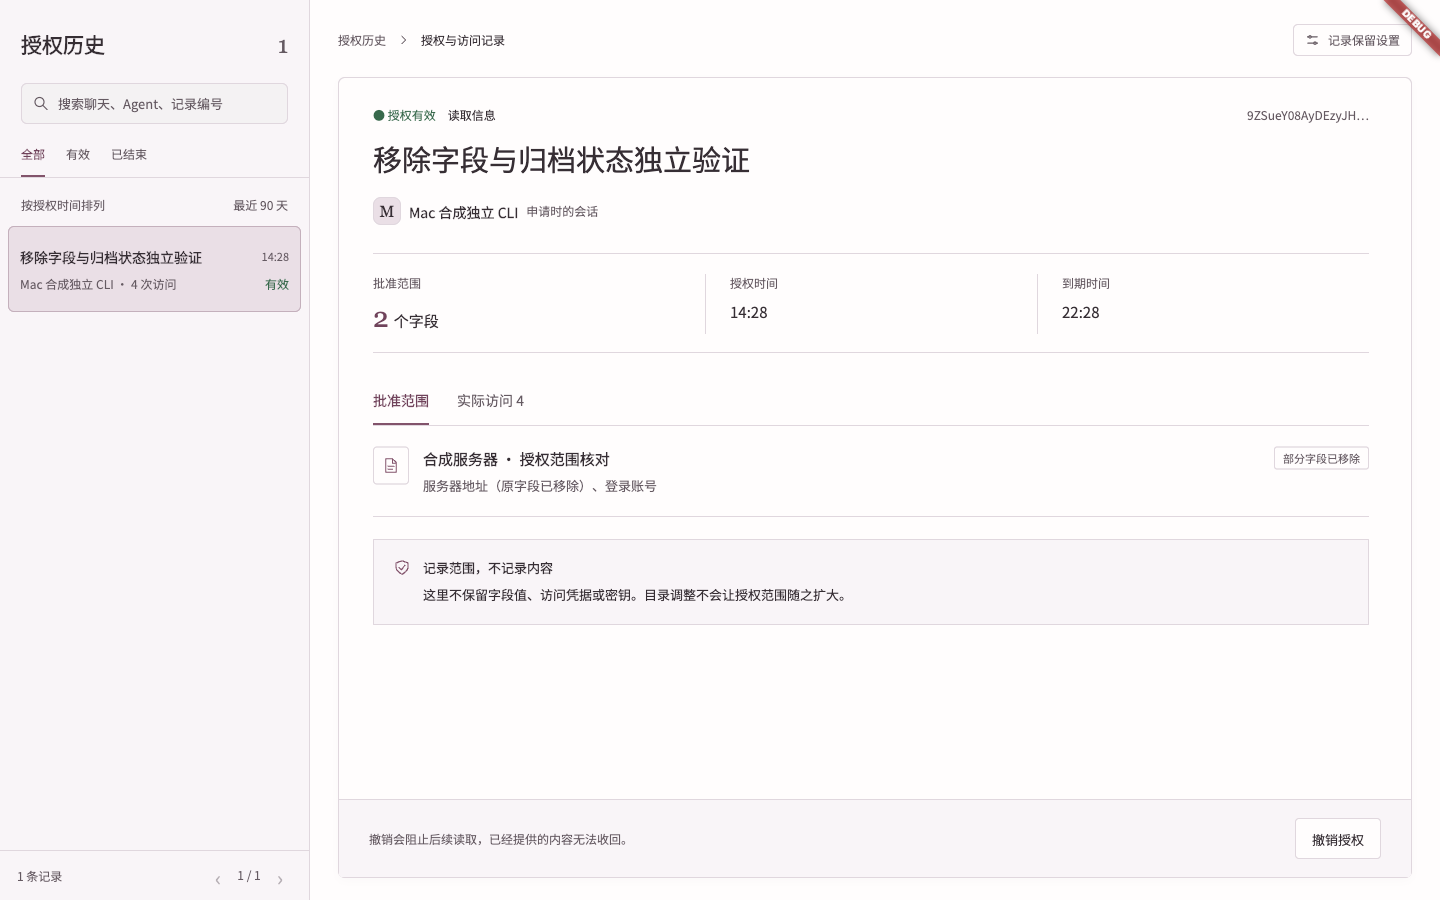 授权历史
1
搜索聊天、Agent、记录编号
全部
有效
已结束
按授权时间排列
最近 90 天
移除字段与归档状态独立验证
14:28
Mac 合成独立 CLI · 4 次访问
有效
1 条记录
‹ 1 / 1 ›
授权历史 > 授权与访问记录
记录保留设置
DEBUG
授权有效
读取信息
9ZSueY08AyDEzyJH…
移除字段与归档状态独立验证
M
Mac 合成独立 CLI
申请时的会话
批准范围
2 个字段
授权时间
14:28
到期时间
22:28
批准范围
实际访问 4
合成服务器 · 授权范围核对
部分字段已移除
服务器地址（原字段已移除）、登录账号
记录范围，不记录内容
这里不保留字段值、访问凭据或密钥。目录调整不会让授权范围随之扩大。
撤销会阻止后续读取，已经提供的内容无法收回。
撤销授权